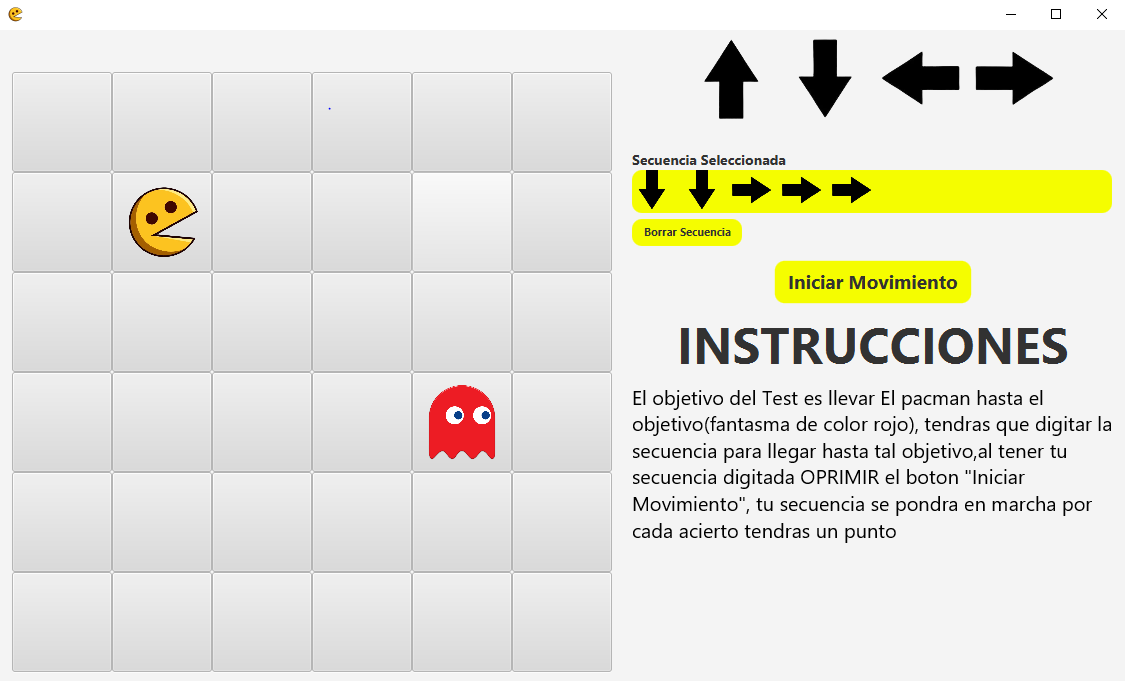 Secuencia Seleccionada
Borrar Secuencia
Iniciar Movimiento
INSTRUCCIONES
El objetivo del Test es llevar El pacman hasta el
objetivo(fantasma de color rojo), tendras que digitar la
secuencia para llegar hasta tal objetivo,al tener tu
secuencia digitada OPRIMIR el boton "Iniciar
Movimiento", tu secuencia se pondra en marcha por
cada acierto tendras un punto